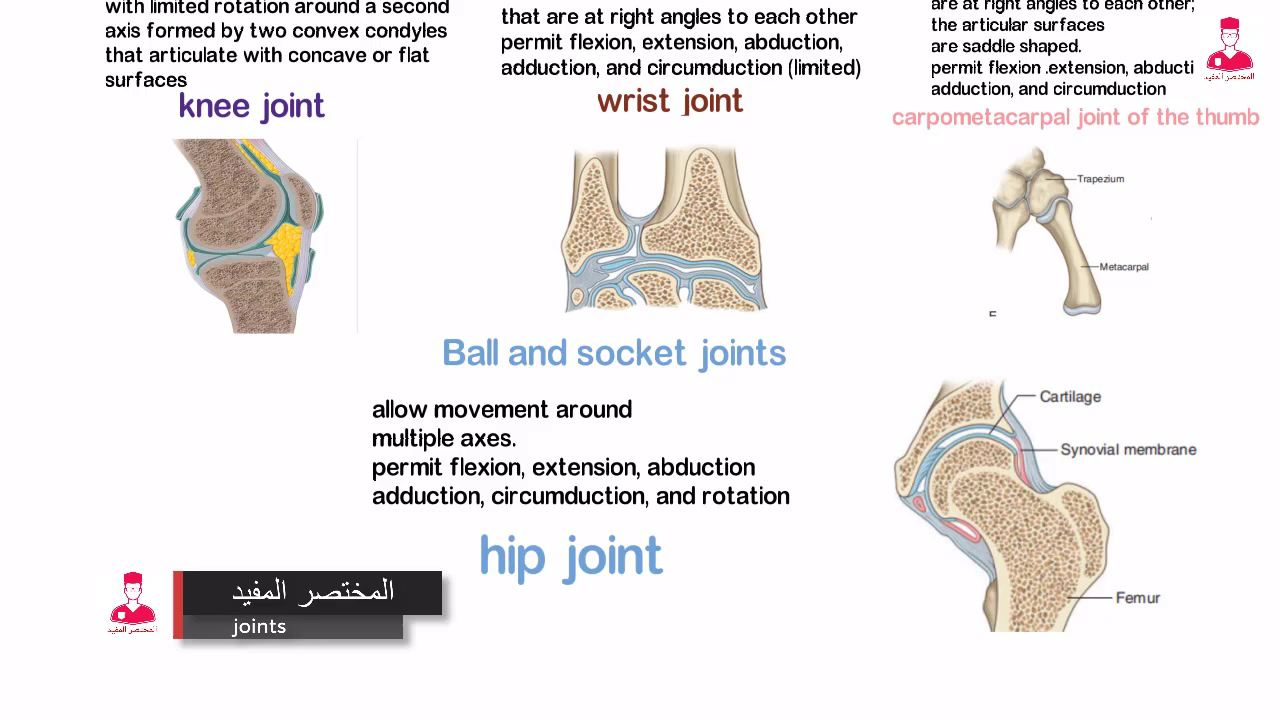 with limited rotation around a second
axis formed by two convex condyles
that articulate with concave or flat
surfaces
knee joint
that are at right angles to each other
permit flexion, extension, abduction,
adduction, and circumduction (limited)
wrist joint
are at right angles to each other;
the articular surfaces
are saddle shaped.
permit flexion .extension, abducti
adduction, and circumduction
carpometacarpal joint of the thumb
المختصر المفيد
Trapezium
Metacarpal
Ball and socket joints
allow movement around
multiple axes.
permit flexion, extension, abduction
adduction, circumduction, and rotation
hip joint
Cartilage
Synovial membrane
Femur
المختصر المفيد
المختصر المفيد
joints